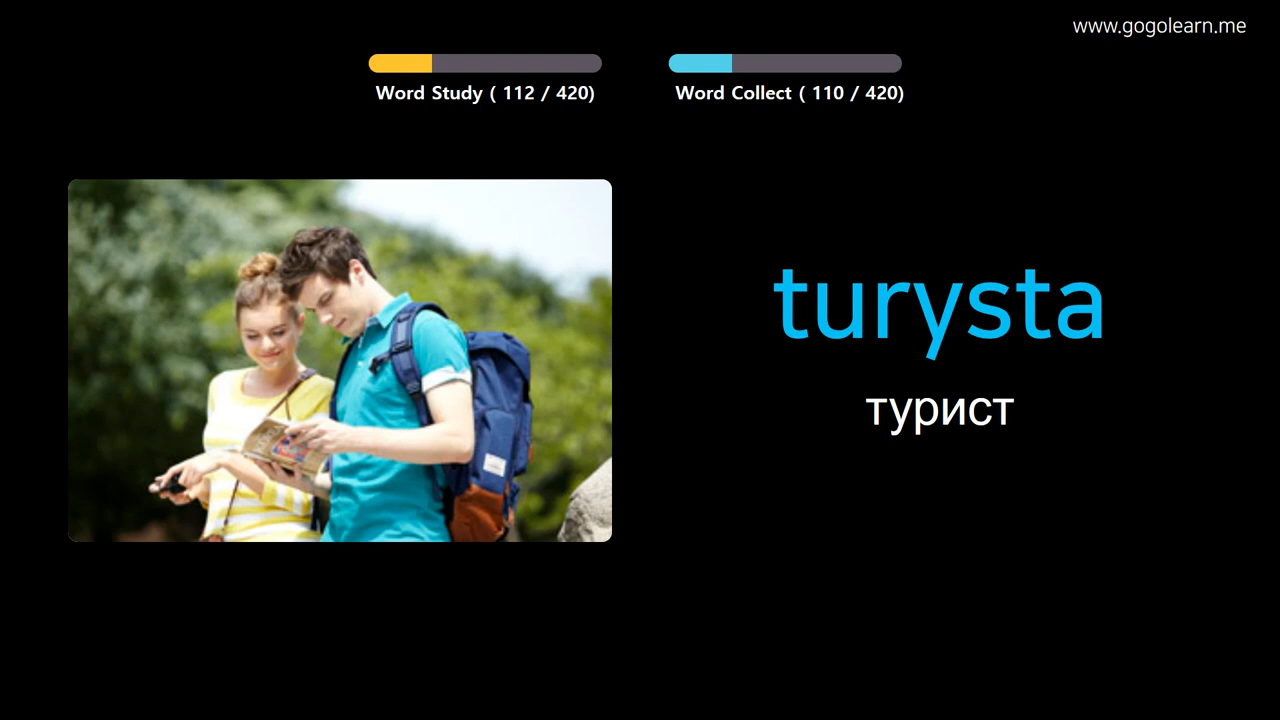 www.gogolearn.me
Word Study ( 112 / 420)
Word Collect ( 110 / 420)
turysta
турист